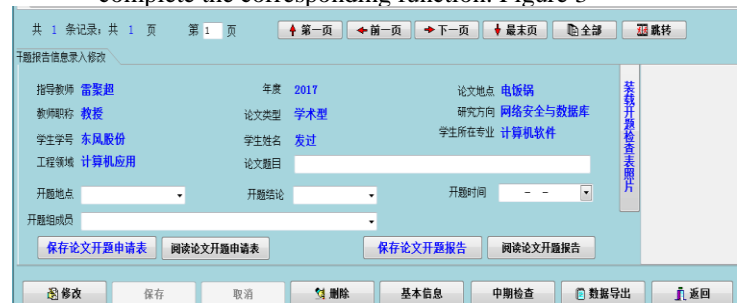 complete the corresponding function. Figure 3
共 1 条记录,共 1 页 第 1 页 第一页 前一页 下一页 最末页 全部 跳转
题报告信息录入修改
指导教师 雷聚超 年度 2017 论文地点 电饭锅
教师职称 教授 论文类型 学术型 研究方向 网络安全与数据库
学生学号 东风股份 学生姓名 发过 学生所在专业 计算机软件
工程领域 计算机应用 论文题目
开题地点 开题结论 开题时间 - -
开题组成员
装载开题检查表照片
保存论文开题申请表 阅读论文开题申请表 保存论文开题报告 阅读论文开题报告
修改 保存 取消 删除 基本信息 中期检查 数据导出 返回